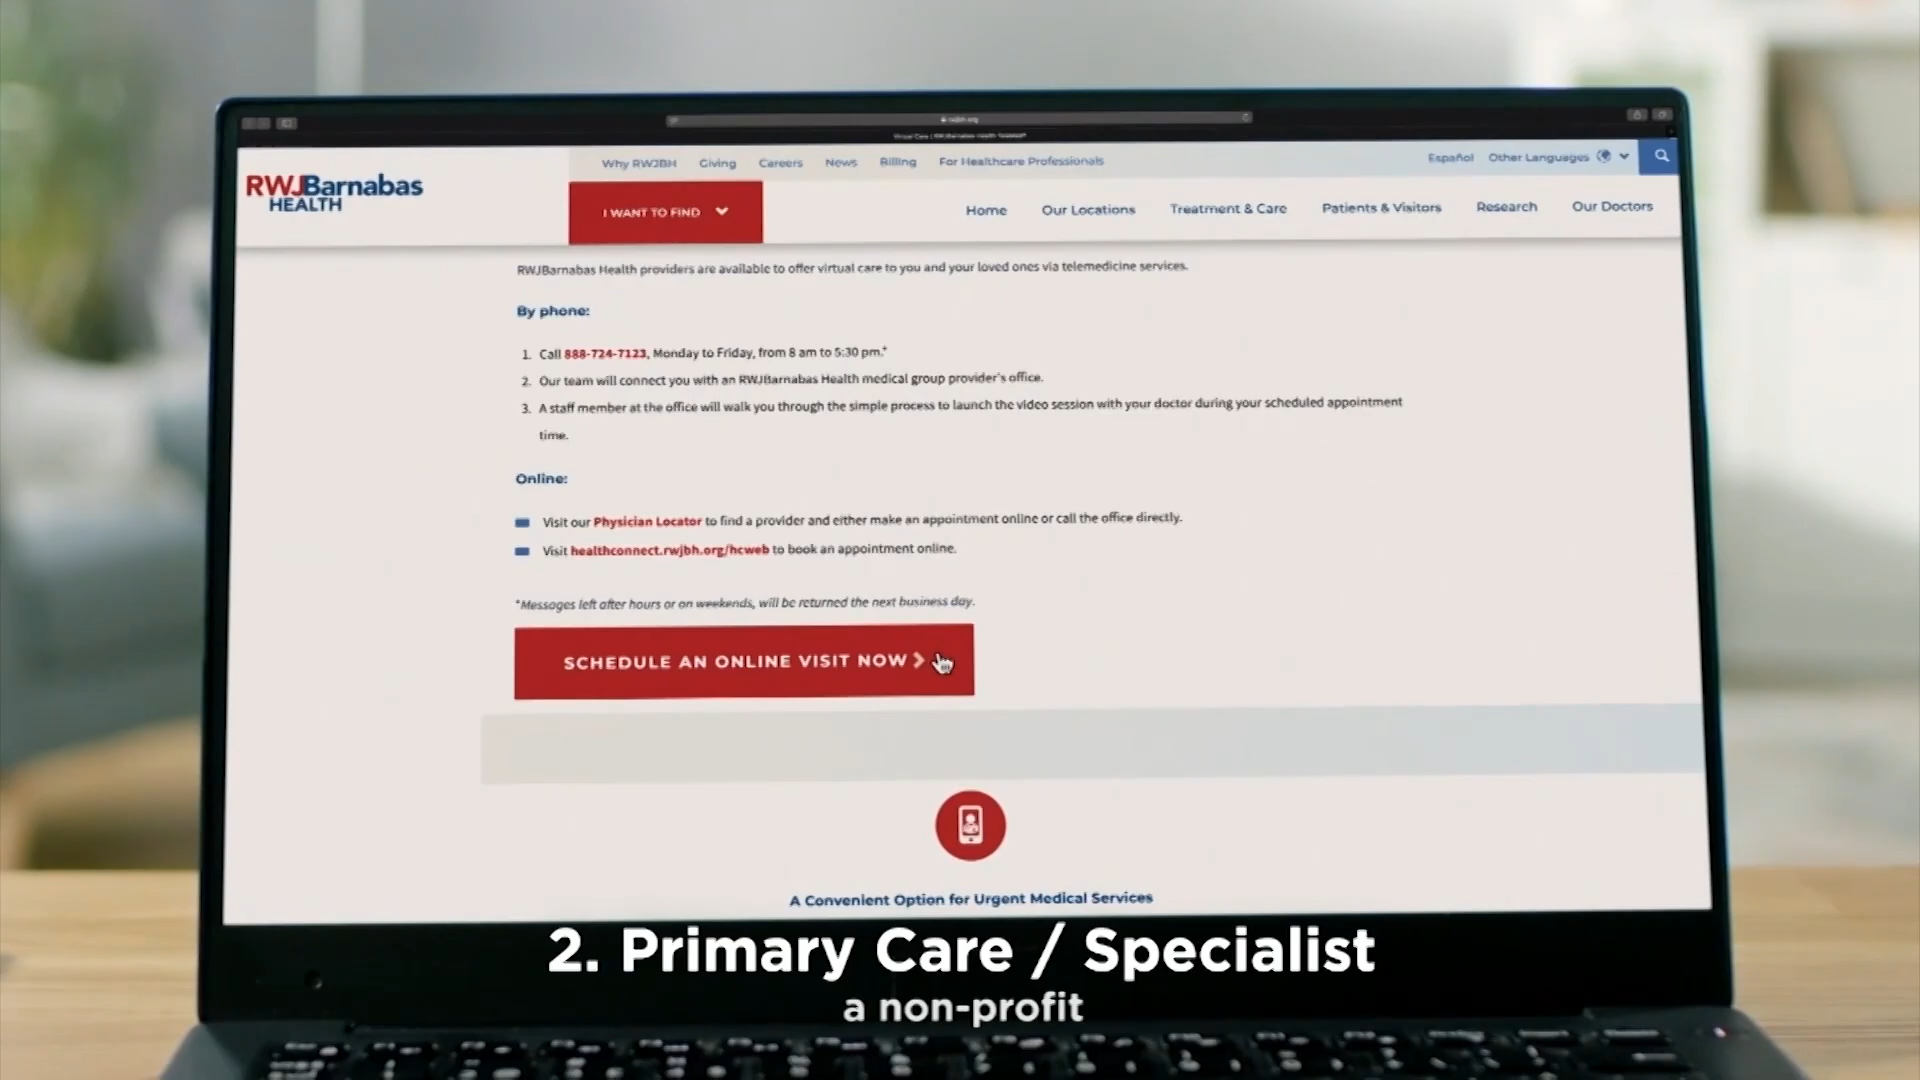 rwjbh.org
Why RWJBH Giving Careers News Billing For Healthcare Professionals
Español Other Languages
RWJBarnabas
HEALTH
I WANT TO FIND
Home Our Locations Treatment & Care Patients & Visitors Research Our Doctors
RWJBarnabas Health providers are available to offer virtual care to you and your loved ones via telemedicine services.
By phone:
1. Call 888-724-7123, Monday to Friday, from 8 am to 5:30 pm.*
2. Our team will connect you with an RWJBarnabas Health medical group provider's office.
3. A staff member at the office will walk you through the simple process to launch the video session with your doctor during your scheduled appointment
time.
Online:
Visit our Physician Locator to find a provider and either make an appointment online or call the office directly.
Visit healthconnect.rwjbh.org/hcweb to book an appointment online.
*Messages left after hours or on weekends, will be returned the next business day.
SCHEDULE AN ONLINE VISIT NOW
A Convenient Option for Urgent Medical Services
2. Primary Care / Specialist
a non-profit